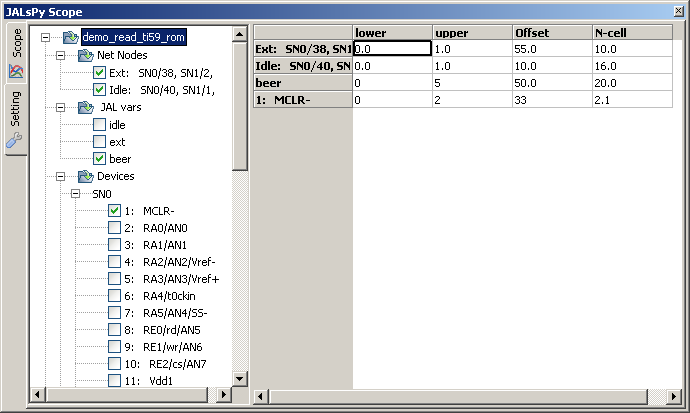 JALsPy Scope
Scope
Setting
demo_read_ti59_rom
Net Nodes
Ext: SN0/38, SN1/2,
Idle: SN0/40, SN1/1,
JAL vars
idle
ext
beer
Devices
SN0
1: MCLR-
2: RA0/AN0
3: RA1/AN1
4: RA2/AN2/Vref-
5: RA3/AN3/Vref+
6: RA4/t0ckin
7: RA5/AN4/SS-
8: RE0/rd/AN5
9: RE1/wr/AN6
10: RE2/cs/AN7
11: Vdd1
lower upper Offset N-cell
Ext: SN0/38, SN1 0.0 1.0 55.0 10.0
Idle: SN0/40, SN 0.0 1.0 10.0 16.0
beer 0 5 50.0 20.0
1: MCLR- 0 2 33 2.1